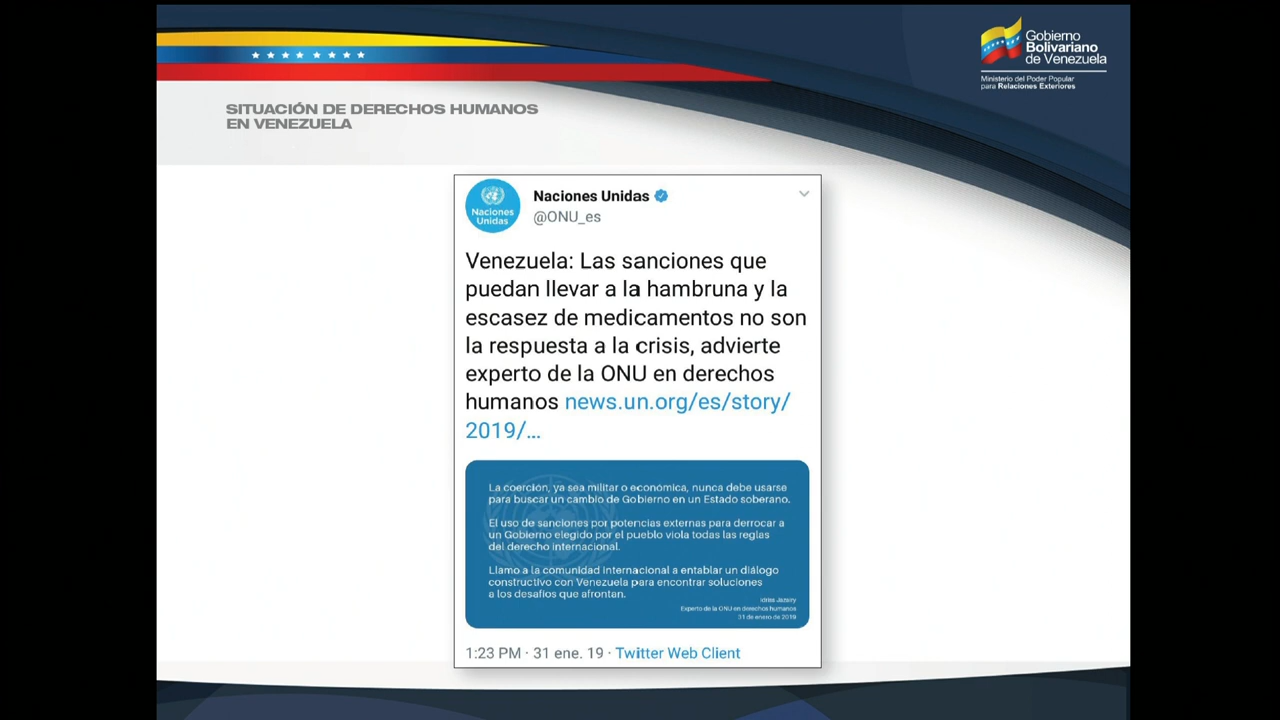 Gobierno
Bolivariano
de Venezuela
Ministerio del Poder Popular
para Relaciones Exteriores
SITUACIÓN DE DERECHOS HUMANOS
EN VENEZUELA
Naciones
Unidas
Naciones Unidas
@ONU_es
Venezuela: Las sanciones que
puedan llevar a la hambruna y la
escasez de medicamentos no son
la respuesta a la crisis, advierte
experto de la ONU en derechos
humanos news.un.org/es/story/
2019/...
La coerción, ya sea militar o económica, nunca debe usarse
para buscar un cambio de Gobierno en un Estado soberano.
El uso de sanciones por potencias externas para derrocar a
un Gobierno elegido por el pueblo viola todas las reglas
del derecho internacional.
Llamo a la comunidad internacional a entablar un diálogo
constructivo con Venezuela para encontrar soluciones
a los desafíos que afrontan.
Idriss Jazairy
Experto de la ONU en derechos humanos
31 de enero de 2019
1:23 PM · 31 ene. 19 · Twitter Web Client